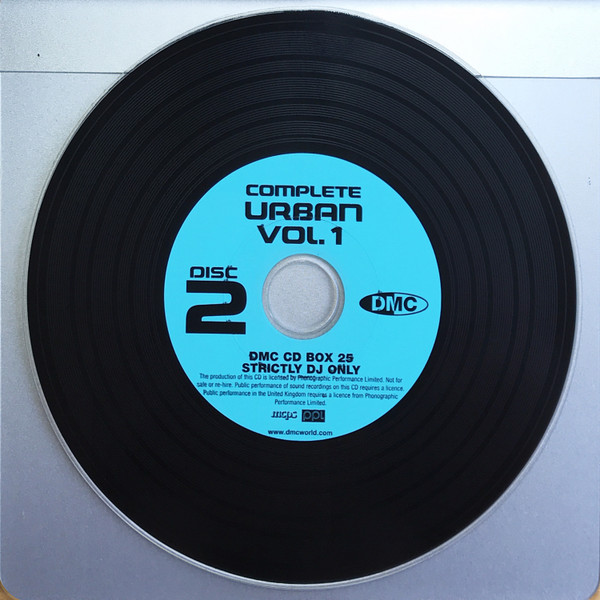 COMPLETE
URBAN
VOL.1
DISC
2
DMC
DMC CD BOX 25
STRICTLY DJ ONLY
The production of this CD is licensed by Phonographic Performance Limited. Not for
sale or re-hire. Public performance of sound recordings on this CD requires a licence.
Public performance in the United Kingdom requires a licence from Phonographic
Performance Limited.
mcps ppl
www.dmcworld.com